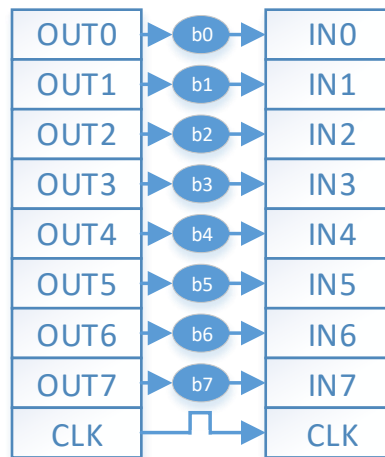 OUT0 b0 IN0
OUT1 b1 IN1
OUT2 b2 IN2
OUT3 b3 IN3
OUT4 b4 IN4
OUT5 b5 IN5
OUT6 b6 IN6
OUT7 b7 IN7
CLK CLK